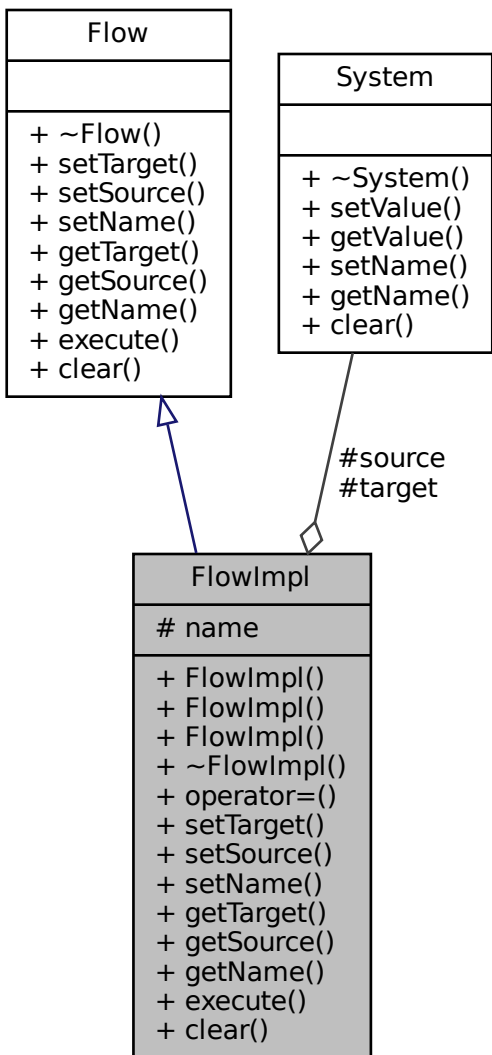 Flow
+ ~Flow()
+ setTarget()
+ setSource()
+ setName()
+ getTarget()
+ getSource()
+ getName()
+ execute()
+ clear()
System
+ ~System()
+ setValue()
+ getValue()
+ setName()
+ getName()
+ clear()
#source
#target
FlowImpl
# name
+ FlowImpl()
+ FlowImpl()
+ FlowImpl()
+ ~FlowImpl()
+ operator=()
+ setTarget()
+ setSource()
+ setName()
+ getTarget()
+ getSource()
+ getName()
+ execute()
+ clear()